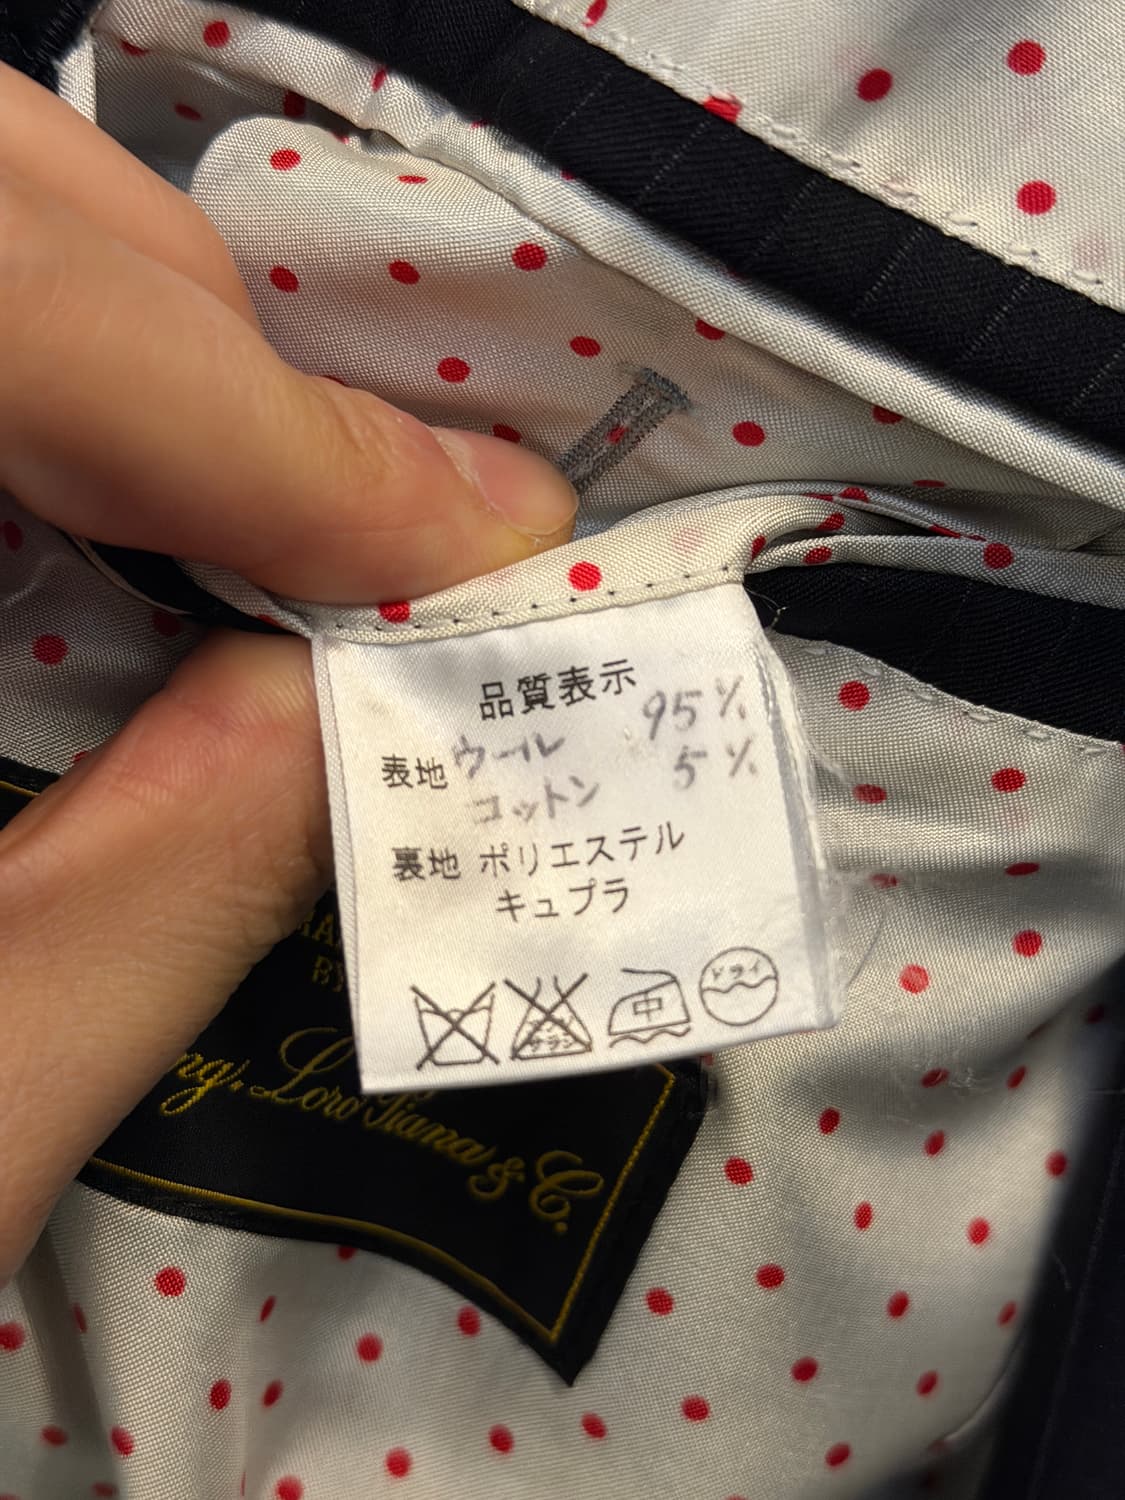 品質表示
表地 ウール 95%
コットン 5%
裏地 ポリエステル
キュプラ
中
ドライ
BY
Loro Piana & C.